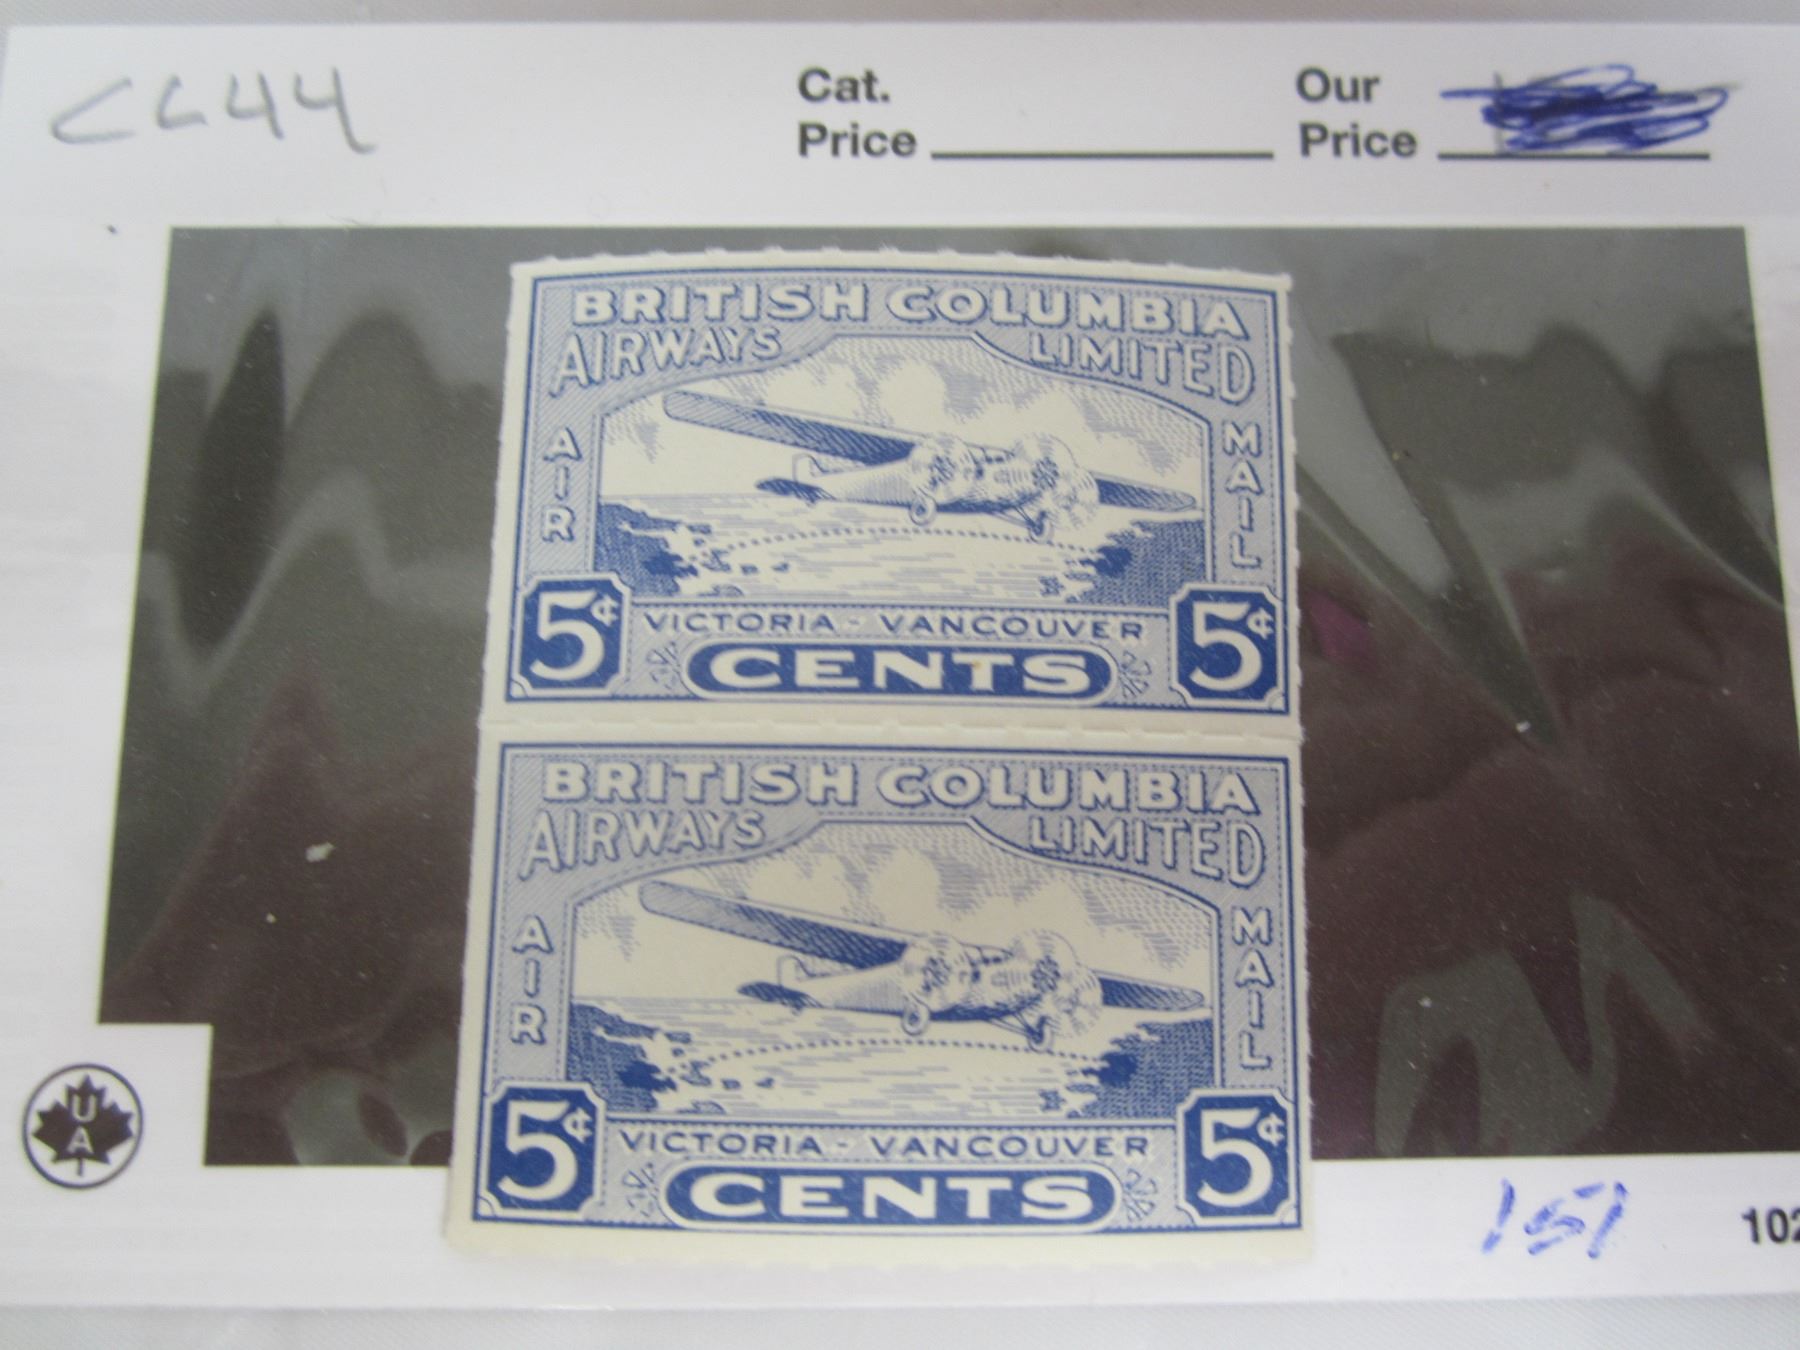 CL44
Cat.
Price
Our
Price
BRITISH COLUMBIA
AIRWAYS LIMITED
AIR MAIL
5¢ 5¢
VICTORIA - VANCOUVER
CENTS
BRITISH COLUMBIA
AIRWAYS LIMITED
AIR MAIL
5¢ 5¢
VICTORIA - VANCOUVER
CENTS
UA
151
102